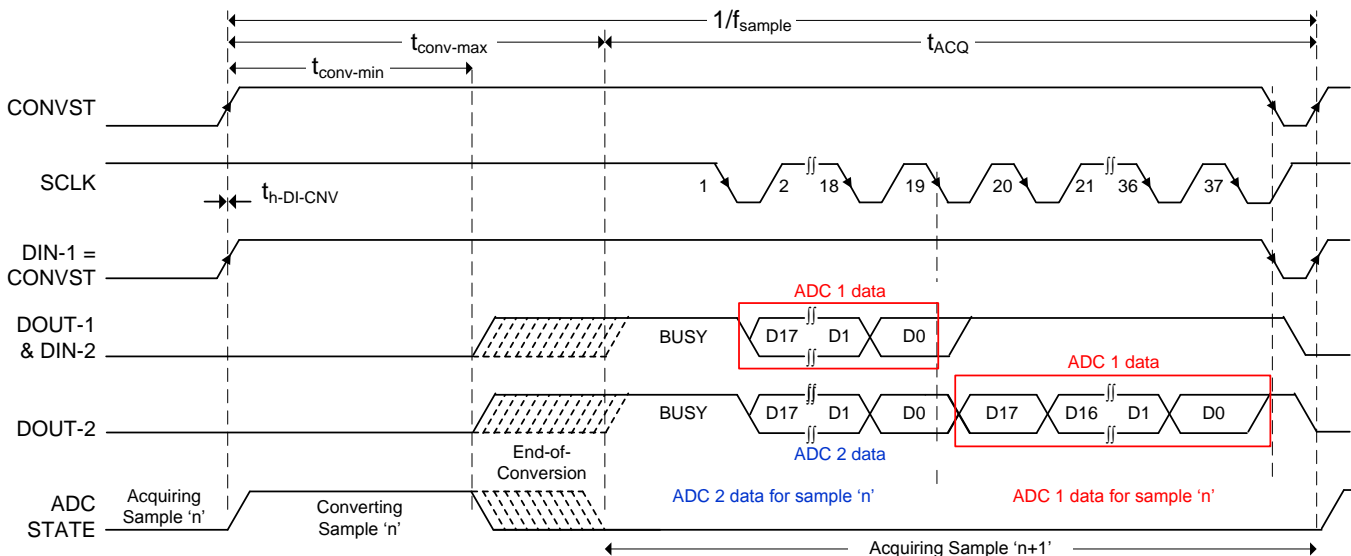 1/fsample
tconv-max
tACQ
tconv-min
CONVST
SCLK
1 2 18 19 20 21 36 37
th-DI-CNV
DIN-1 =
CONVST
ADC 1 data
DOUT-1
& DIN-2
BUSY D17 D1 D0
ADC 1 data
DOUT-2
BUSY D17 D1 D0 D17 D16 D1 D0
ADC 2 data
End-of-
Conversion
ADC
STATE
Acquiring
Sample ‘n’
Converting
Sample ‘n’
ADC 2 data for sample ‘n’
ADC 1 data for sample ‘n’
Acquiring Sample ‘n+1’